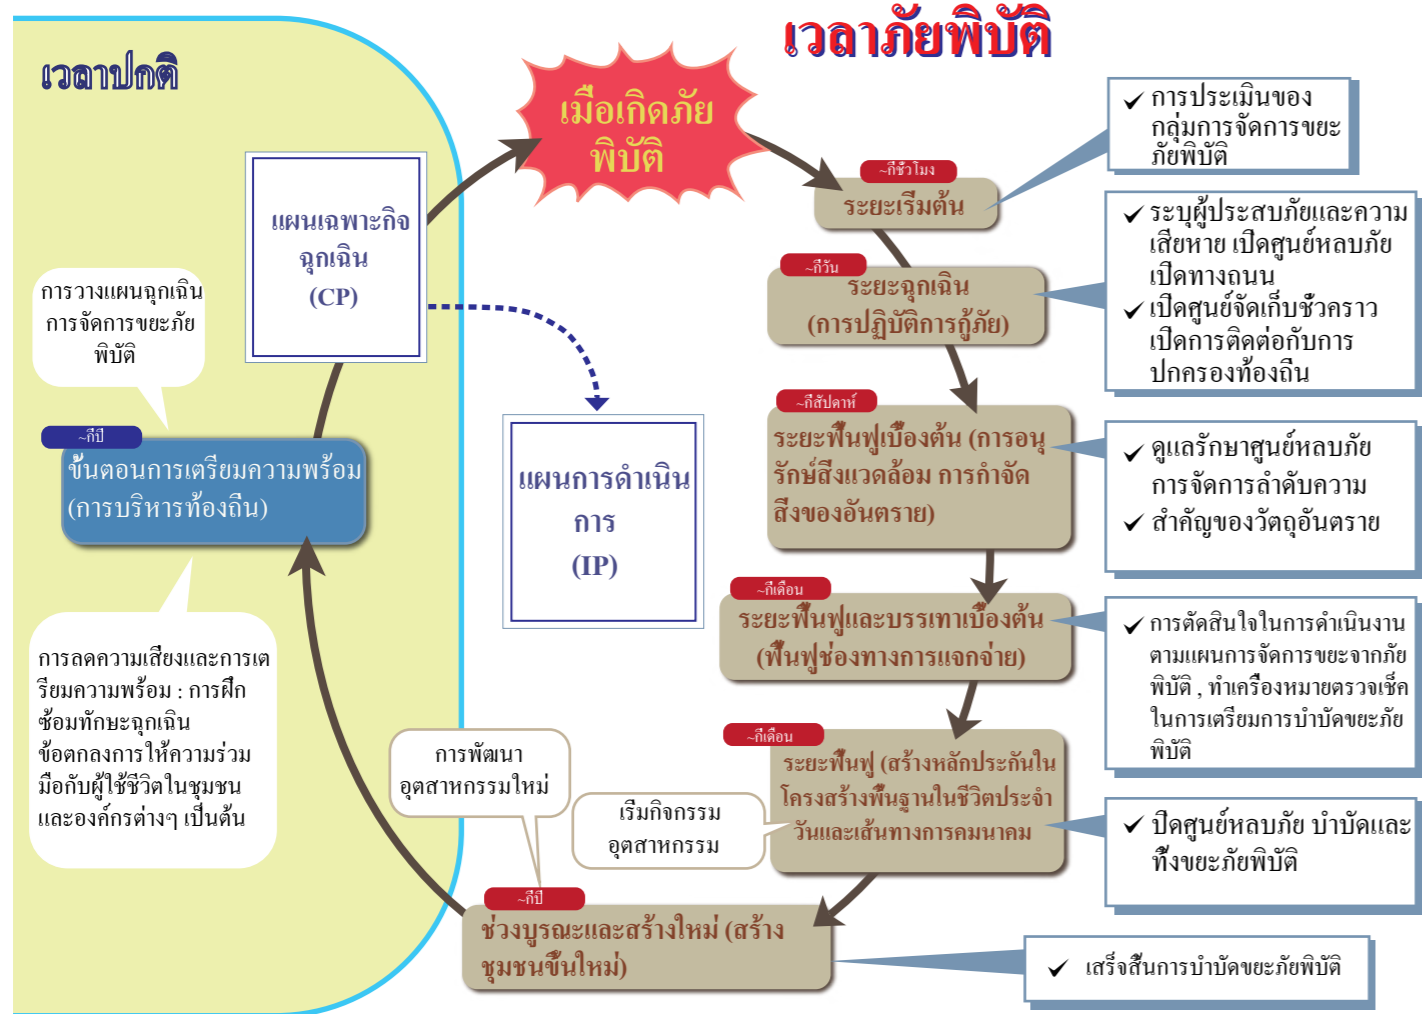 เวลาภัยพิบัติ
เวลาปกติ
เมื่อเกิดภัย
พิบัติ
แผนเฉพาะกิจ
ฉุกเฉิน
(CP)
การวางแผนฉุกเฉิน
การจัดการขยะภัย
พิบัติ
~กี่ปี
ขั้นตอนการเตรียมความพร้อม
(การบริหารท้องถิ่น)
การลดความเสี่ยงและการเต
รียมความพร้อม : การฝึก
ซ้อมทักษะฉุกเฉิน
ข้อตกลงการให้ความร่วม
มือกับผู้ใช้ชีวิตในชุมชน
และองค์กรต่างๆ เป็นต้น
แผนการดำเนิน
การ
(IP)
~กี่ชั่วโมง
ระยะเริ่มต้น
✓ การประเมินของ
กลุ่มการจัดการขยะ
ภัยพิบัติ
~กี่วัน
ระยะฉุกเฉิน
(การปฏิบัติการกู้ภัย)
✓ ระบุผู้ประสบภัยและความ
เสียหาย เปิดศูนย์หลบภัย
เปิดทางถนน
✓ เปิดศูนย์จัดเก็บชั่วคราว
เปิดการติดต่อกับการ
ปกครองท้องถิ่น
~กี่สัปดาห์
ระยะฟื้นฟูเบื้องต้น (การอนุ
รักษ์สิ่งแวดล้อม การกำจัด
สิ่งของอันตราย)
✓ ดูแลรักษาศูนย์หลบภัย
การจัดการลำดับความ
✓ สำคัญของวัตถุอันตราย
~กี่เดือน
ระยะฟื้นฟูและบรรเทาเบื้องต้น
(ฟื้นฟูช่องทางการแจกจ่าย)
✓ การตัดสินใจในการดำเนินงาน
ตามแผนการจัดการขยะจากภัย
พิบัติ , ทำเครื่องหมายตรวจเช็ค
ในการเตรียมการบำบัดขยะภัย
พิบัติ
~กี่เดือน
ระยะฟื้นฟู (สร้างหลักประกันใน
โครงสร้างพื้นฐานในชีวิตประจำ
วันและเส้นทางการคมนาคม
เริ่มกิจกรรม
อุตสาหกรรม
✓ ปิดศูนย์หลบภัย บำบัดและ
ทิ้งขยะภัยพิบัติ
การพัฒนา
อุตสาหกรรมใหม่
~กี่ปี
ช่วงบูรณะและสร้างใหม่ (สร้าง
ชุมชนขึ้นใหม่)
✓ เสร็จสิ้นการบำบัดขยะภัยพิบัติ